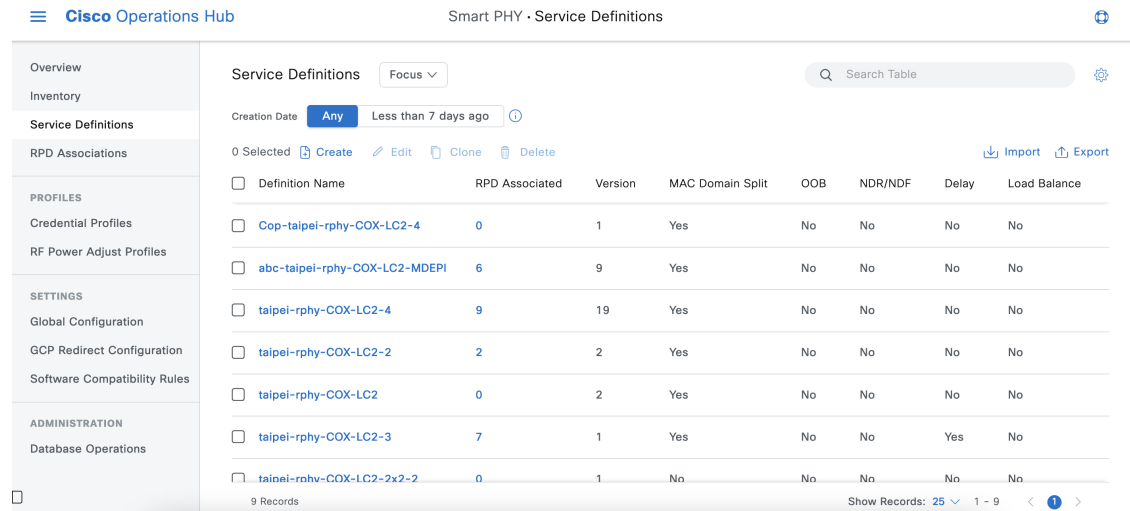 Cisco Operations Hub
Smart PHY • Service Definitions
Overview
Inventory
Service Definitions
RPD Associations
PROFILES
Credential Profiles
RF Power Adjust Profiles
SETTINGS
Global Configuration
GCP Redirect Configuration
Software Compatibility Rules
ADMINISTRATION
Database Operations
Service Definitions Focus
Search Table
Creation Date Any Less than 7 days ago
0 Selected Create Edit Clone Delete Import Export
Definition Name RPD Associated Version MAC Domain Split OOB NDR/NDF Delay Load Balance
Cop-taipei-rphy-COX-LC2-4 0 1 Yes No No No No
abc-taipei-rphy-COX-LC2-MDEPI 6 9 Yes No No No No
taipei-rphy-COX-LC2-4 9 19 Yes No No No No
taipei-rphy-COX-LC2-2 2 2 Yes No No No No
taipei-rphy-COX-LC2 0 2 Yes No No No No
taipei-rphy-COX-LC2-3 7 1 Yes No No Yes No
taipei-rphy-COX-LC2-2x2-2 0 1 No No No No No
9 Records Show Records: 25 1 - 9 1